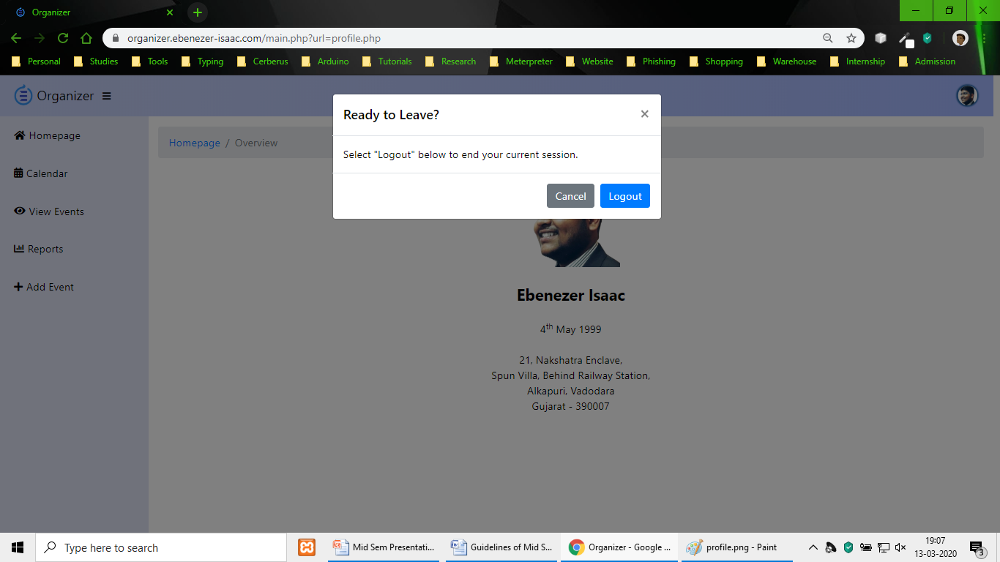 Organizer
organizer.ebenezer-isaac.com/main.php?url=profile.php
Personal Studies Tools Typing Cerberus Arduino Tutorials Research Meterpreter Website Phishing Shopping Warehouse Internship Admission
Organizer
Ready to Leave?
Homepage
Homepage / Overview
Select "Logout" below to end your current session.
Calendar
Cancel Logout
View Events
Reports
Add Event
Ebenezer Isaac
4th May 1999
21, Nakshatra Enclave,
Spun Villa, Behind Railway Station,
Alkapuri, Vadodara
Gujarat - 390007
Type here to search
Mid Sem Presentati...
Guidelines of Mid S...
Organizer - Google ...
profile.png - Paint
19:07
13-03-2020
3